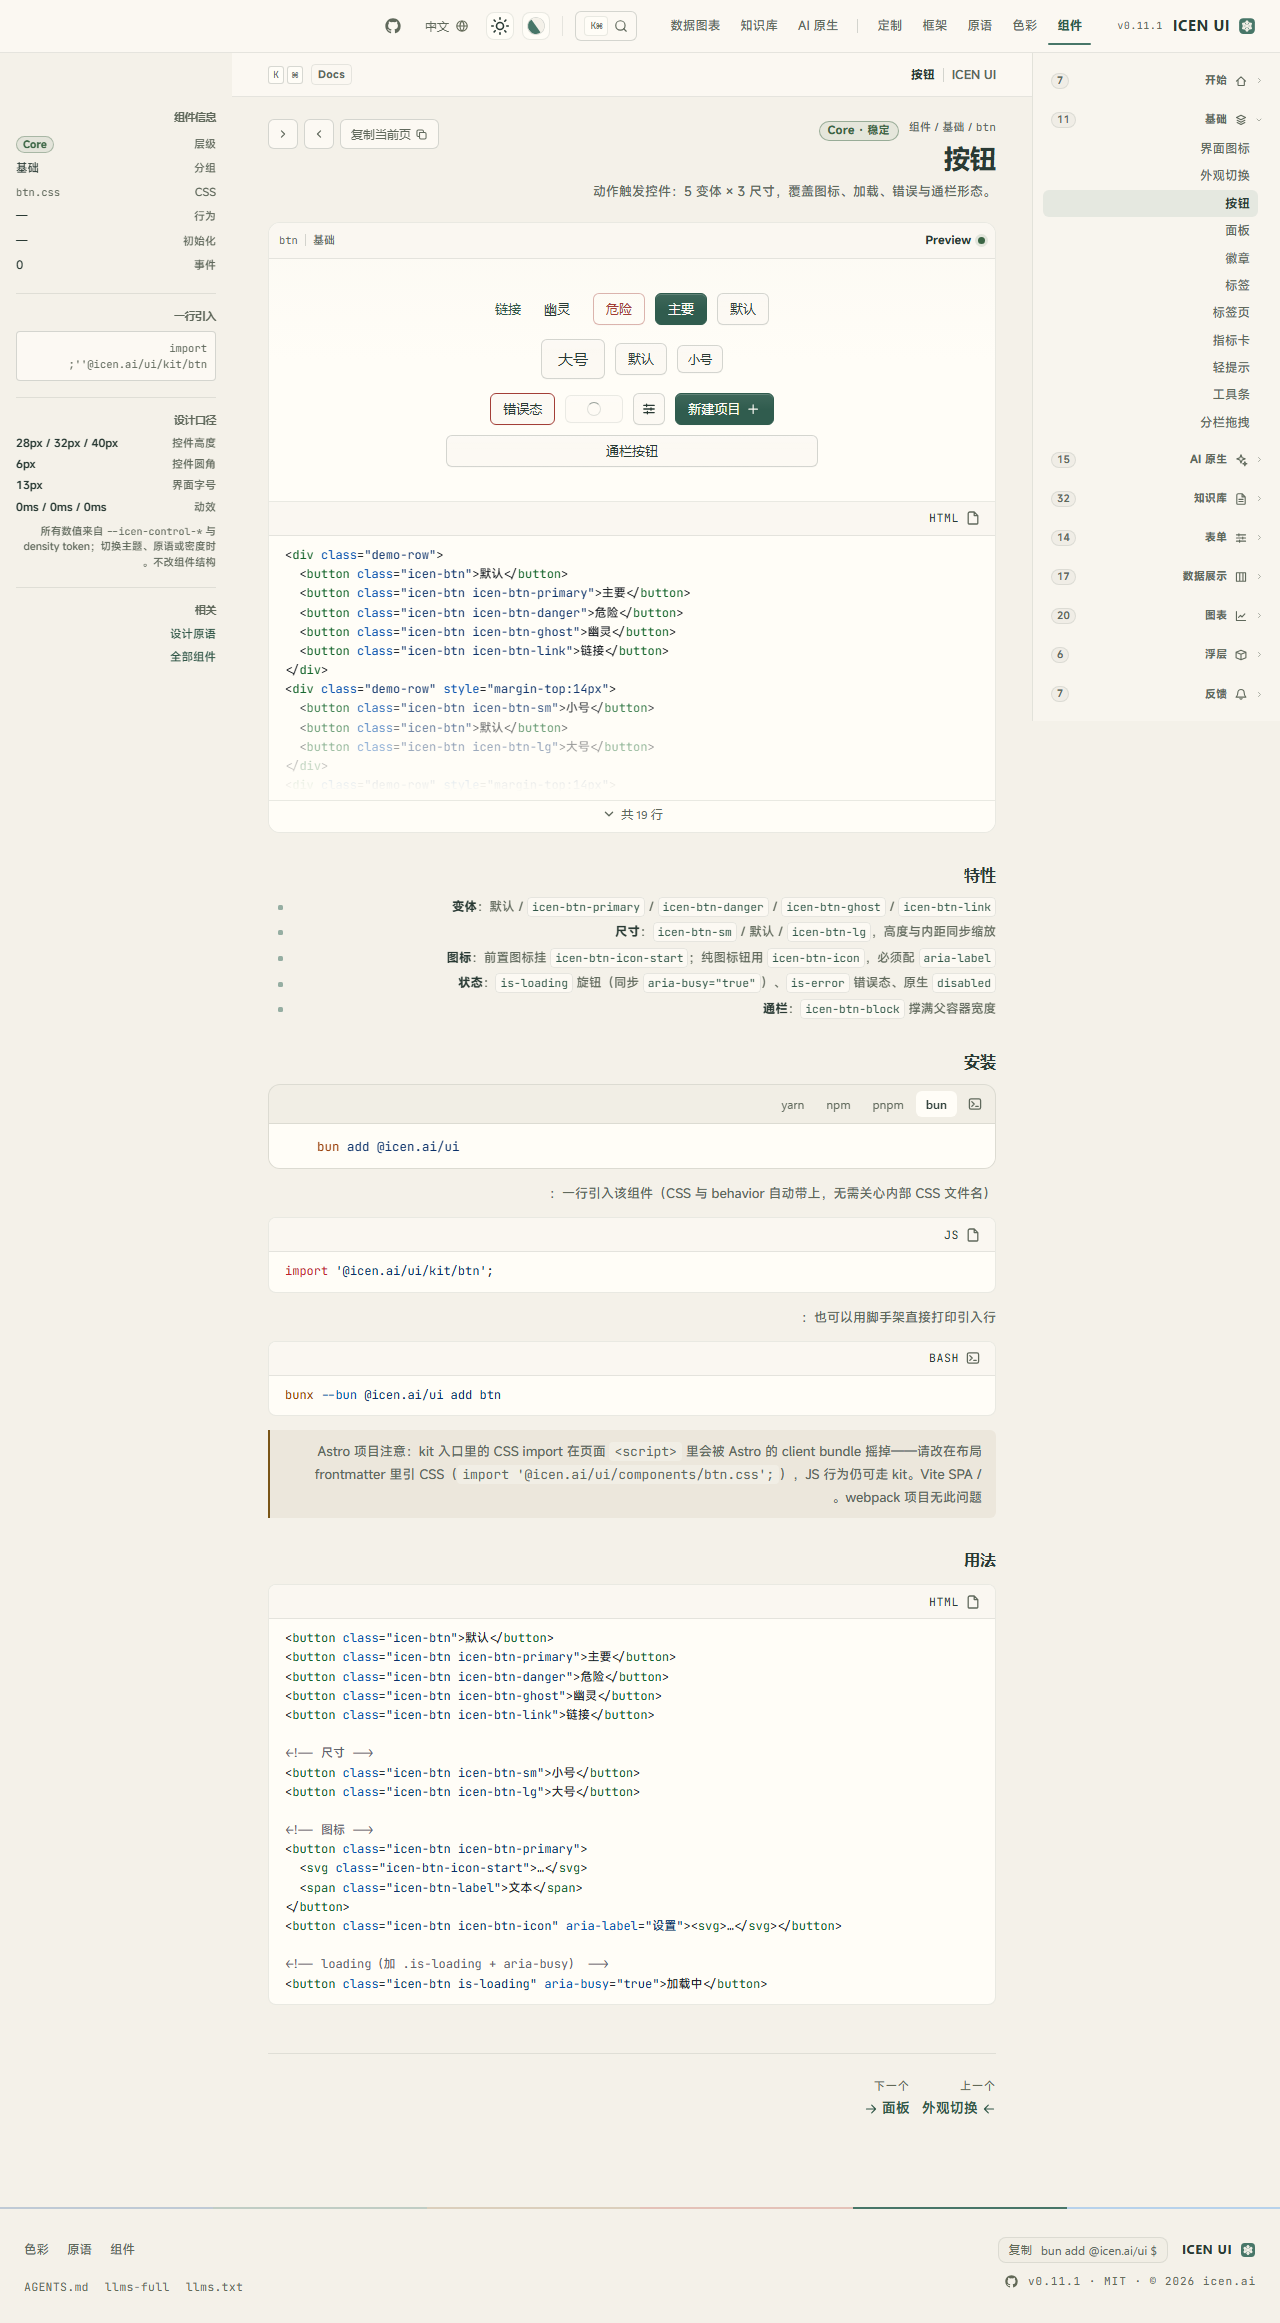 ICEN UI v0.11.1
组件 色彩 原语 框架 定制 AI 原生 知识库 数据图表
⌘K
中文
开始 7
基础 11
界面图标
外观切换
按钮
面板
徽章
标签
标签页
指标卡
轻提示
工具条
分栏拖拽
AI 原生 15
知识库 32
表单 14
数据展示 17
图表 20
浮层 6
反馈 7
ICEN UI 按钮
Docs ⌘ K
组件 / 基础 / btn
Core · 稳定
按钮
动作触发控件：5 变体 × 3 尺寸，覆盖图标、加载、错误与通栏形态。
复制当前页
Preview
基础 btn
默认 主要 危险 幽灵 链接
小号 默认 大号
新建项目 错误态
通栏按钮
HTML
<div class="demo-row">
  <button class="icen-btn">默认</button>
  <button class="icen-btn icen-btn-primary">主要</button>
  <button class="icen-btn icen-btn-danger">危险</button>
  <button class="icen-btn icen-btn-ghost">幽灵</button>
  <button class="icen-btn icen-btn-link">链接</button>
</div>
<div class="demo-row" style="margin-top:14px">
  <button class="icen-btn icen-btn-sm">小号</button>
  <button class="icen-btn">默认</button>
  <button class="icen-btn icen-btn-lg">大号</button>
</div>
<div class="demo-row" style="margin-top:14px">
共 19 行
特性
变体：默认 / icen-btn-primary / icen-btn-danger / icen-btn-ghost / icen-btn-link
尺寸：icen-btn-sm / 默认 / icen-btn-lg，高度与内距同步缩放
图标：前置图标挂 icen-btn-icon-start；纯图标钮用 icen-btn-icon，必须配 aria-label
状态：is-loading 旋钮（同步 aria-busy="true"）、is-error 错误态、原生 disabled
通栏：icen-btn-block 撑满父容器宽度
安装
bun pnpm npm yarn
bun add @icen.ai/ui
一行引入该组件（CSS 与 behavior 自动带上，无需关心内部 CSS 文件名）：
JS
import '@icen.ai/ui/kit/btn';
也可以用脚手架直接打印引入行：
BASH
bunx --bun @icen.ai/ui add btn
Astro 项目注意：kit 入口里的 CSS import 在页面 <script> 里会被 Astro 的 client bundle 摇掉——请改在布局
frontmatter 里引 CSS（import '@icen.ai/ui/components/btn.css';），JS 行为仍可走 kit。Vite SPA /
webpack 项目无此问题。
用法
HTML
<button class="icen-btn">默认</button>
<button class="icen-btn icen-btn-primary">主要</button>
<button class="icen-btn icen-btn-danger">危险</button>
<button class="icen-btn icen-btn-ghost">幽灵</button>
<button class="icen-btn icen-btn-link">链接</button>
<!-- 尺寸 -->
<button class="icen-btn icen-btn-sm">小号</button>
<button class="icen-btn icen-btn-lg">大号</button>
<!-- 图标 -->
<button class="icen-btn icen-btn-primary">
  <svg class="icen-btn-icon-start">…</svg>
  <span class="icen-btn-label">文本</span>
</button>
<button class="icen-btn icen-btn-icon" aria-label="设置"><svg>…</svg></button>
<!-- loading（加 .is-loading + aria-busy） -->
<button class="icen-btn is-loading" aria-busy="true">加载中</button>
上一个
← 外观切换
下一个
面板 →
组件信息
层级 Core
分组 基础
CSS btn.css
行为 —
初始化 —
事件 0
一行引入
import
'@icen.ai/ui/kit/btn';
设计口径
控件高度 28px / 32px / 40px
控件圆角 6px
界面字号 13px
动效 0ms / 0ms / 0ms
所有数值来自 --icen-control-* 与
density token；切换主题、原语或密度时
不改组件结构。
相关
设计原语
全部组件
ICEN UI
$ bun add @icen.ai/ui 复制
v0.11.1 · MIT · © 2026 icen.ai
组件 原语 色彩
llms.txt llms-full AGENTS.md